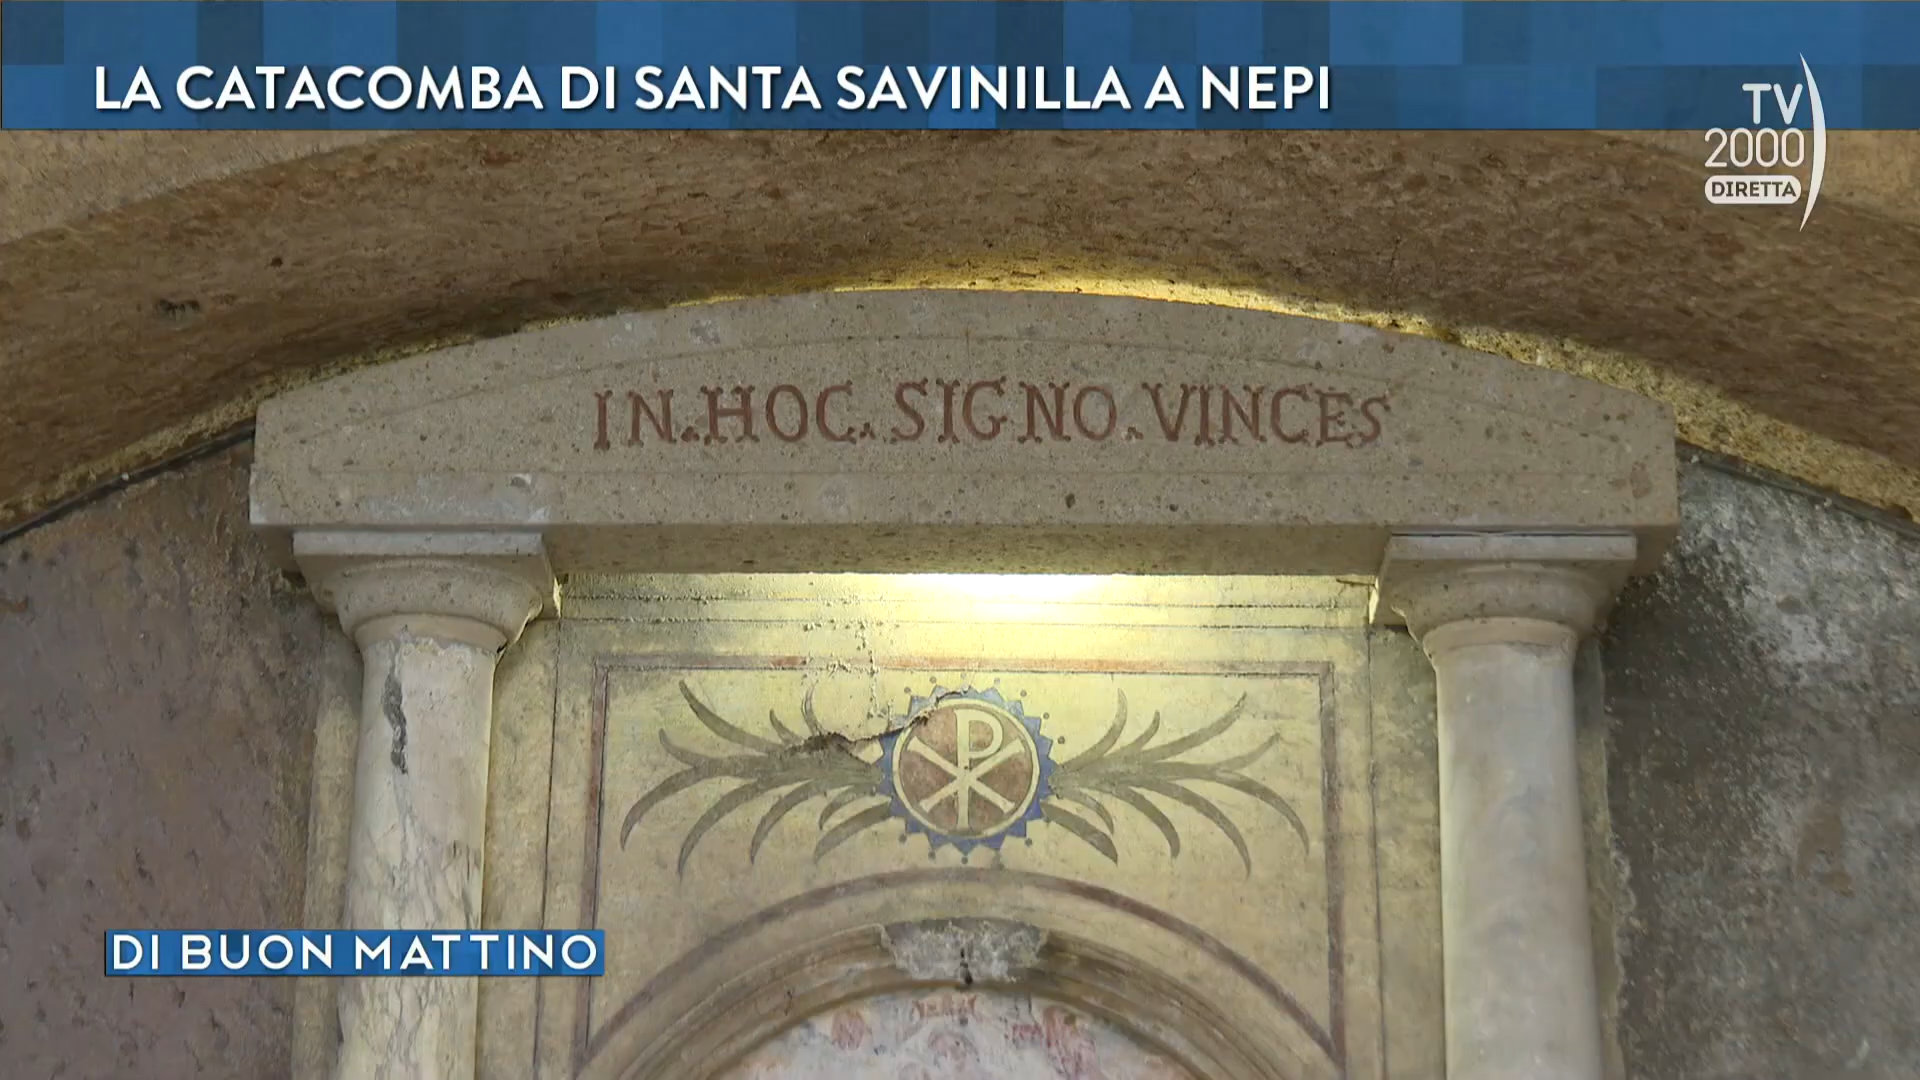 LA CATACOMBA DI SANTA SAVINILLA A NEPI
TV
2000
DIRETTA
IN.HOC.SIGNO.VINCES
DI BUON MATTINO